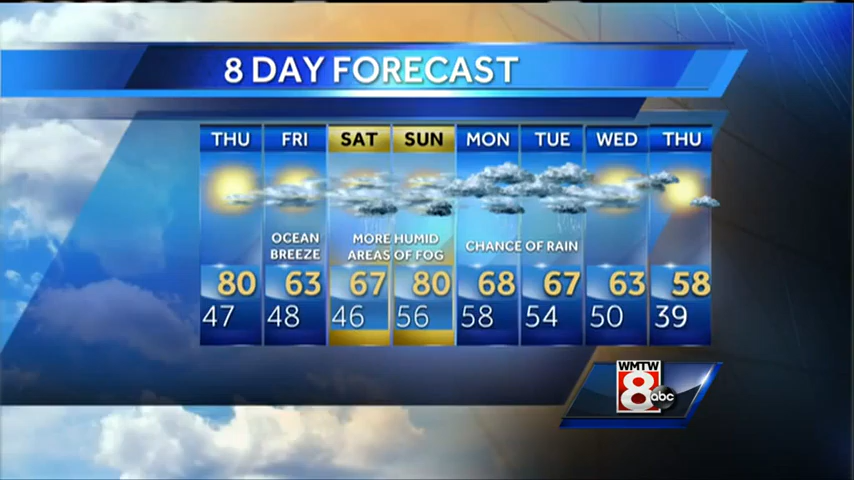 8 DAY FORECAST
THU FRI SAT SUN MON TUE WED THU
OCEAN
BREEZE
MORE HUMID
AREAS OF FOG
CHANCE OF RAIN
80 63 67 80 68 67 63 58
47 48 46 56 58 54 50 39
WMTW
8 abc